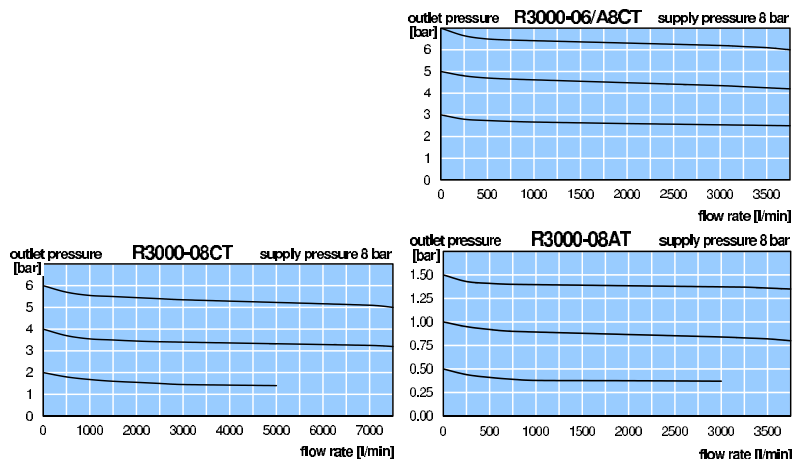 outlet pressure R3000-06/A8CT supply pressure 8 bar
[bar]
6
5
4
3
2
1
0
0 500 1000 1500 2000 2500 3000 3500
flow rate [l/min]
outlet pressure R3000-08CT supply pressure 8 bar
[bar]
6
5
4
3
2
1
0
0 1000 2000 3000 4000 5000 6000 7000
flow rate [l/min]
outlet pressure R3000-08AT supply pressure 8 bar
[bar]
1.50
1.25
1.00
0.75
0.50
0.25
0.00
0 500 1000 1500 2000 2500 3000 3500
flow rate [l/min]